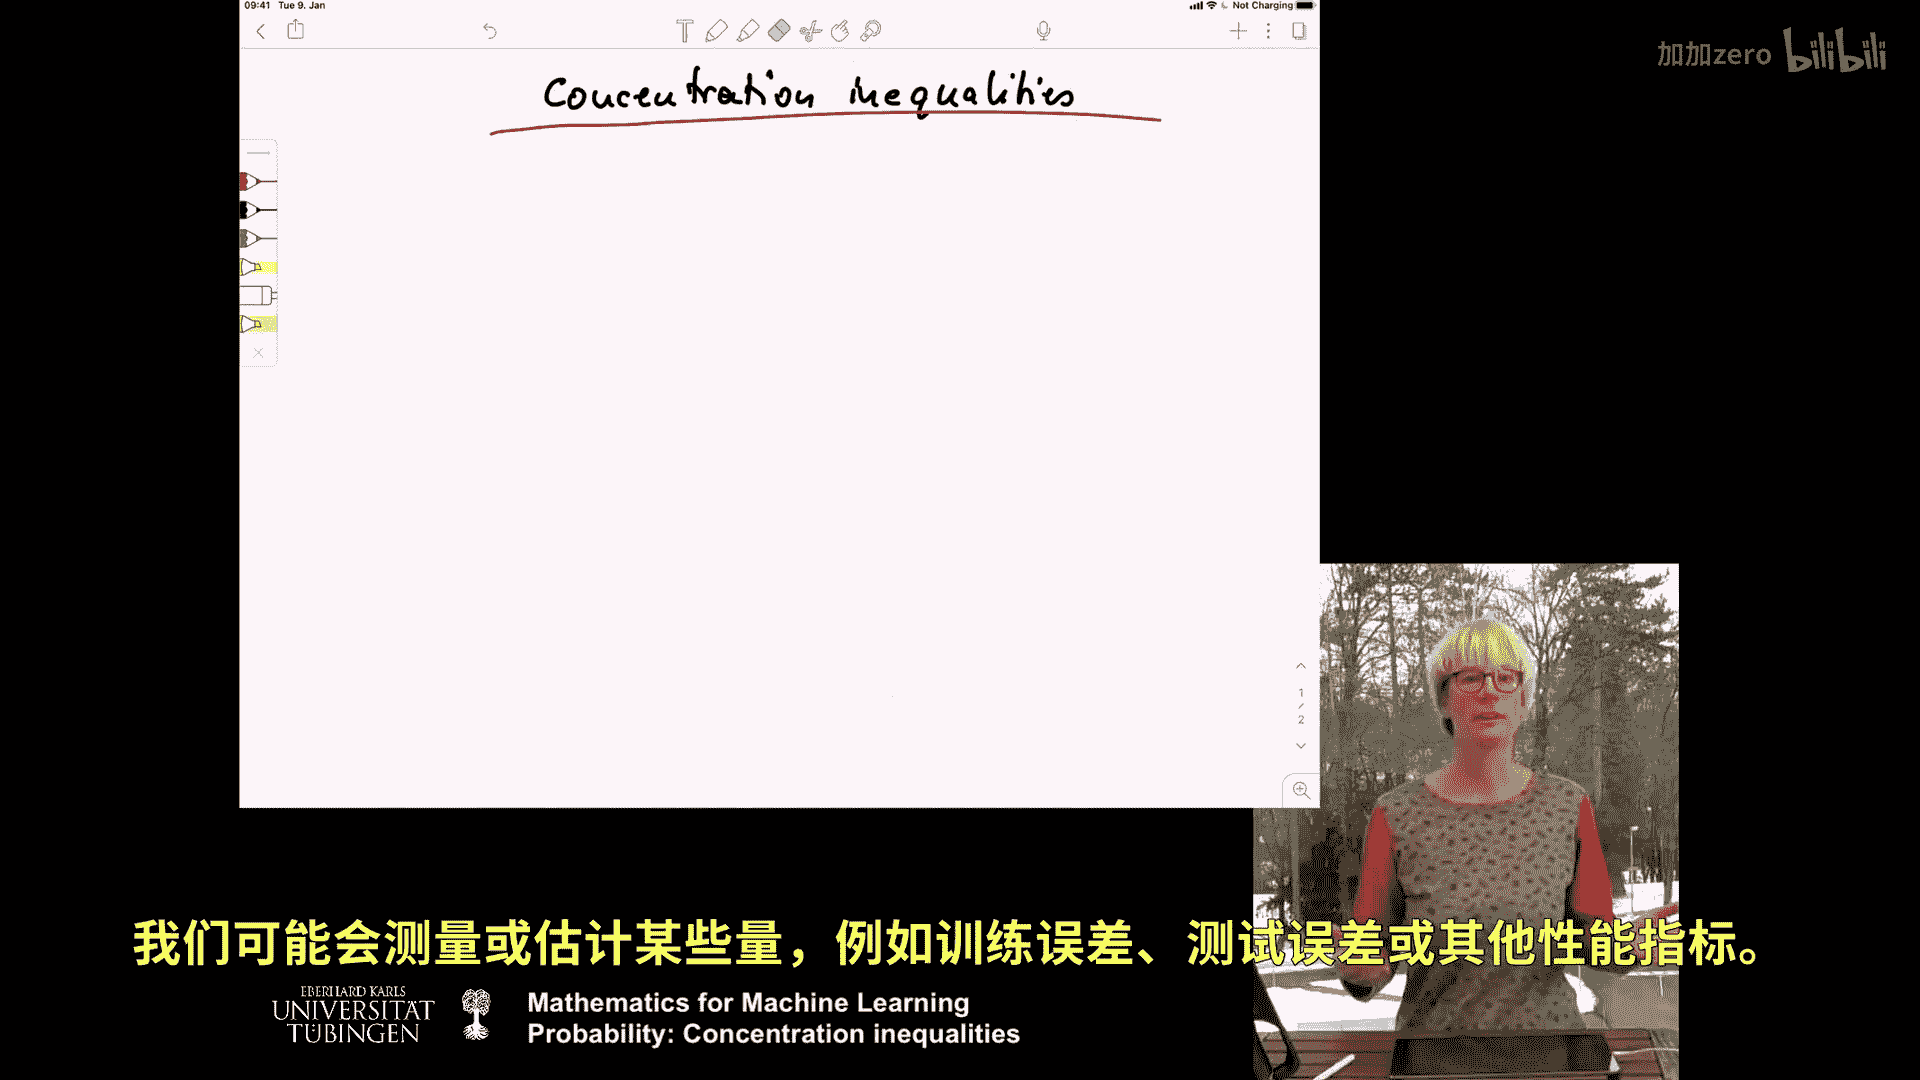 09:41 Tue 9. Jan
Not Charging
加加zero bilibili
Concentration inequalities
1
/
2
我们可能会测量或估计某些量，例如训练误差、测试误差或其他性能指标。
EBERHARD KARLS
UNIVERSITÄT
TÜBINGEN
Mathematics for Machine Learning
Probability: Concentration inequalities